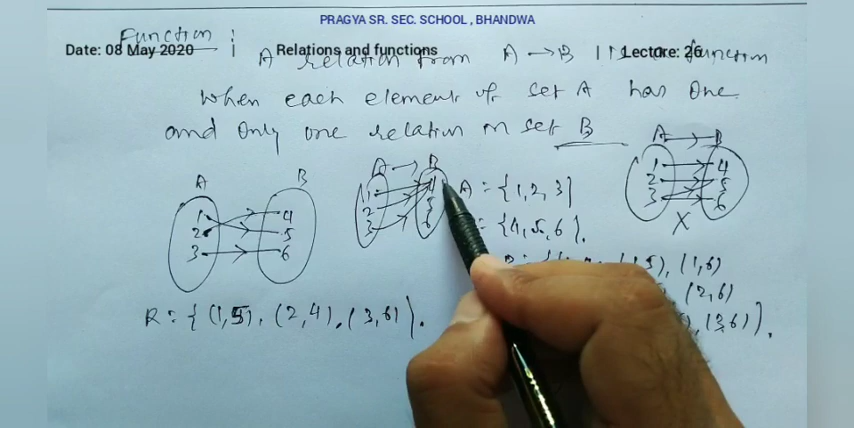 PRAGYA SR. SEC. SCHOOL , BHANDWA
Function :
Date: 08 May 2020 Relations and functions Lecture: 26
A relation from A → B is a function
when each element of set A has one
and only one relation in set B
A B
1 4
2 5
3 6
A → B
1 4
2 5
3 6
A = {1,2,3}
= {4,5,6}.
A → B
1 4
2 5
3 6
X
5), (1,6)
(2,6)
), (3,6)}.
R = { (1,5), (2,4), (3,6) }.